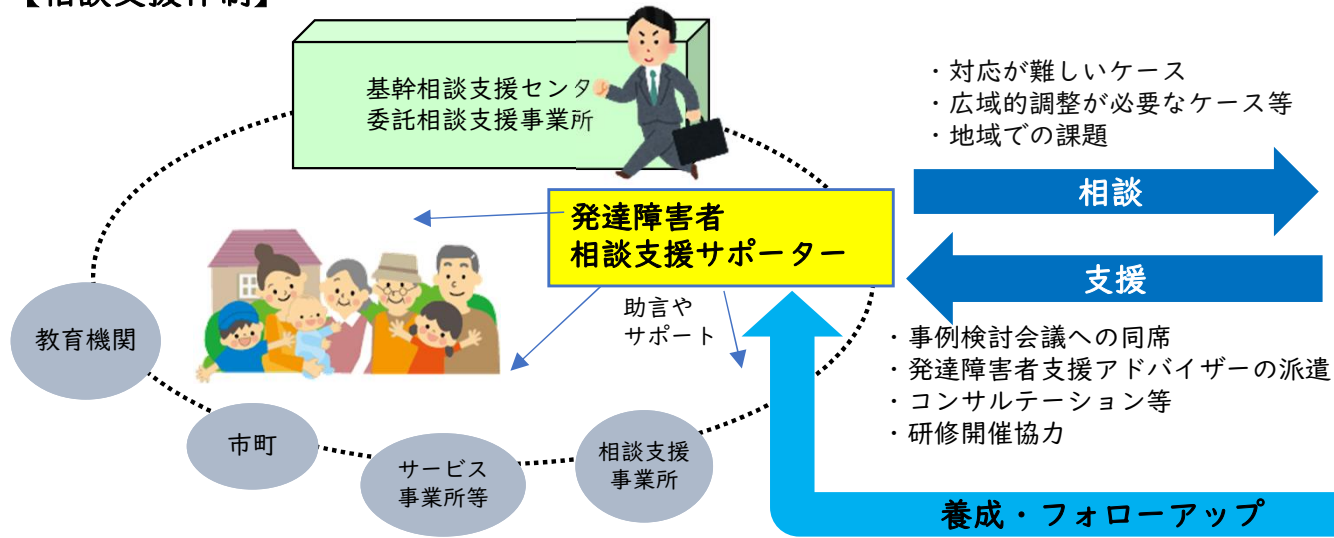 【相談支援体制】
基幹相談支援センタ
委託相談支援事業所
・対応が難しいケース
・広域的調整が必要なケース等
・地域での課題
相談
発達障害者
相談支援サポーター
支援
助言や
サポート
・事例検討会議への同席
・発達障害者支援アドバイザーの派遣
・コンサルテーション等
・研修開催協力
教育機関
市町
サービス
事業所等
相談支援
事業所
養成・フォローアップ